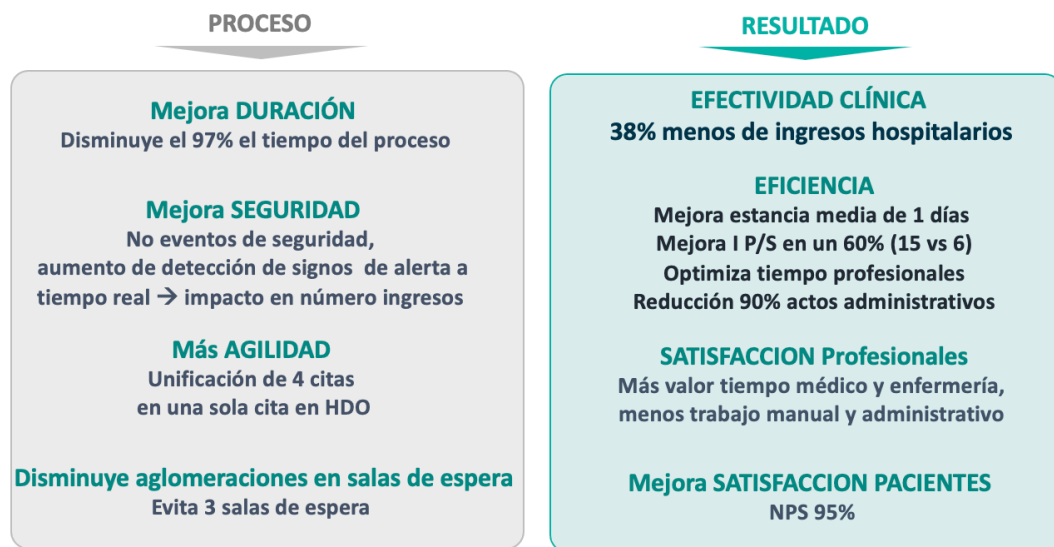 PROCESO
Mejora DURACIÓN
Disminuye el 97% el tiempo del proceso
Mejora SEGURIDAD
No eventos de seguridad,
aumento de detección de signos de alerta a
tiempo real → impacto en número ingresos
Más AGILIDAD
Unificación de 4 citas
en una sola cita en HDO
Disminuye aglomeraciones en salas de espera
Evita 3 salas de espera
RESULTADO
EFECTIVIDAD CLÍNICA
38% menos de ingresos hospitalarios
EFICIENCIA
Mejora estancia media de 1 días
Mejora I P/S en un 60% (15 vs 6)
Optimiza tiempo profesionales
Reducción 90% actos administrativos
SATISFACCION Profesionales
Más valor tiempo médico y enfermería,
menos trabajo manual y administrativo
Mejora SATISFACCION PACIENTES
NPS 95%